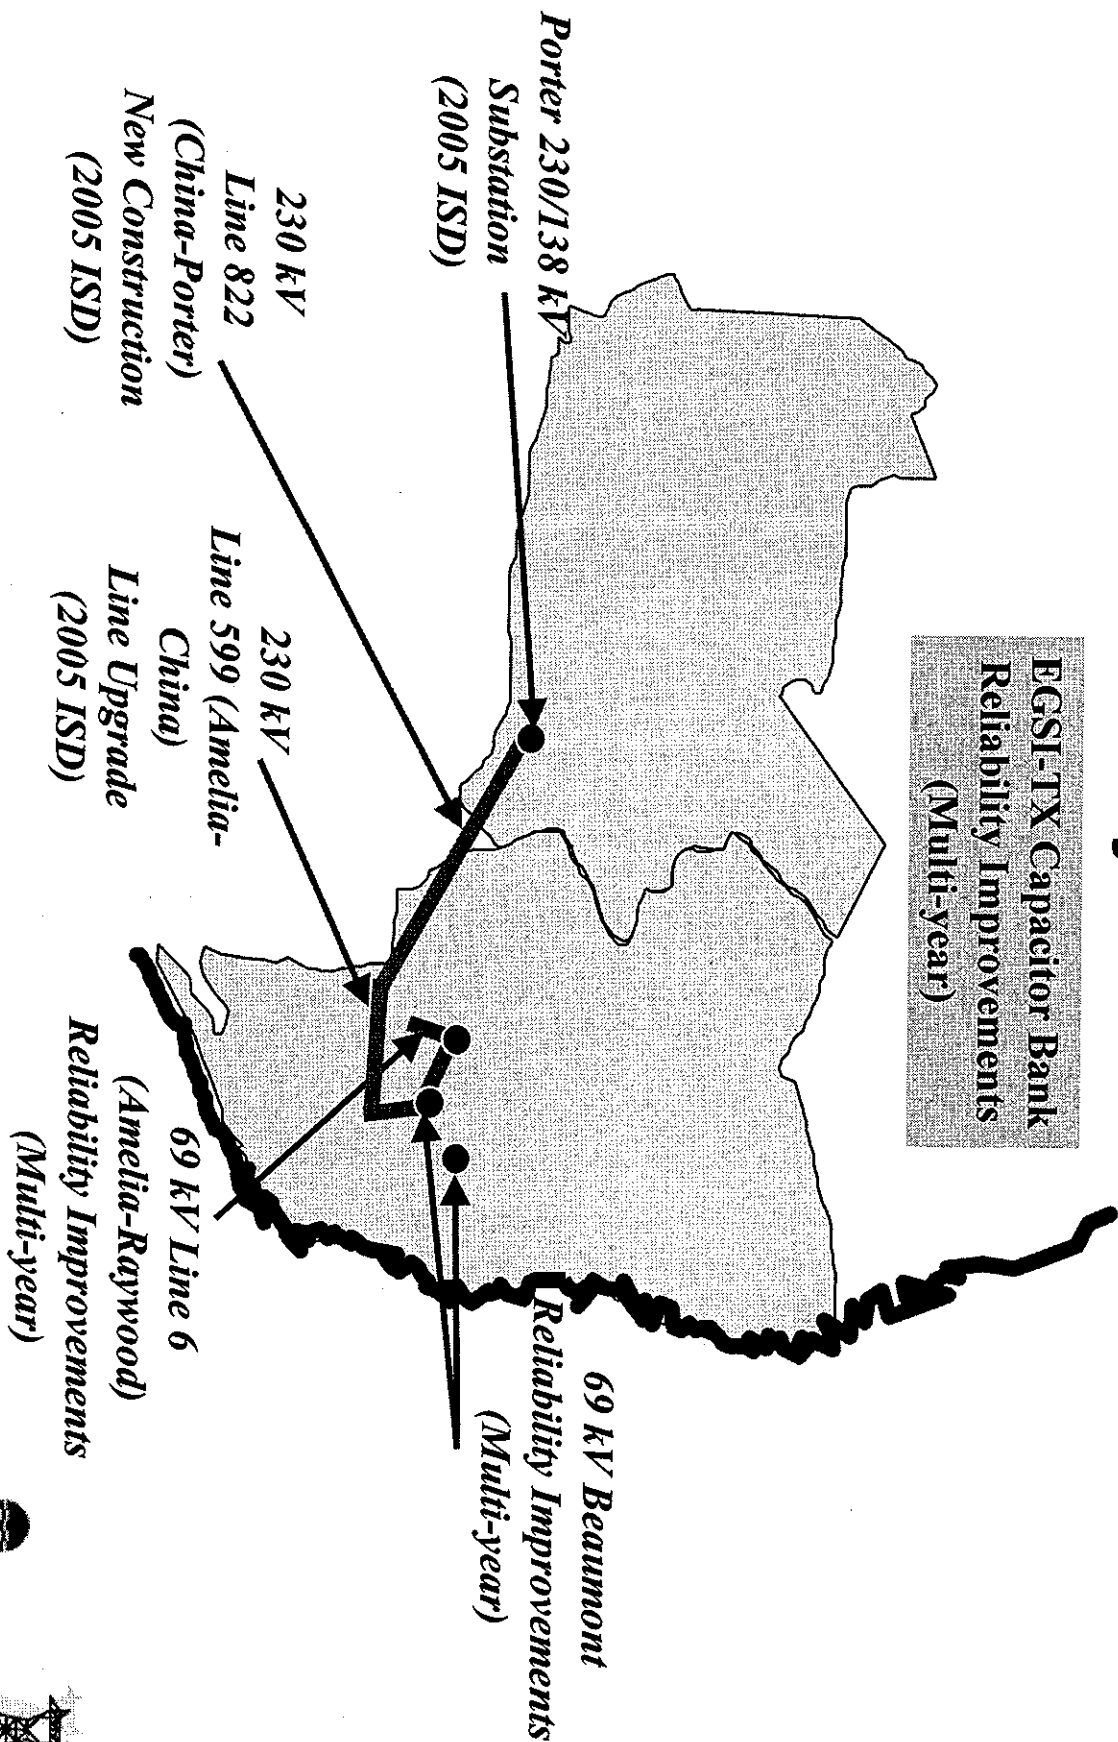 EGSI-TX Capacitor Bank
Reliability Improvements
(Multi-year)
Porter 230/138 kV
Substation
(2005 ISD)
230 kV
Line 822
(China-Porter)
New Construction
(2005 ISD)
230 kV
Line 599 (Amelia-
China)
Line Upgrade
(2005 ISD)
69 kV Line 6
(Amelia-Raywood)
Reliability Improvements
(Multi-year)
69 kV Beaumont
Reliability Improvements
(Multi-year)